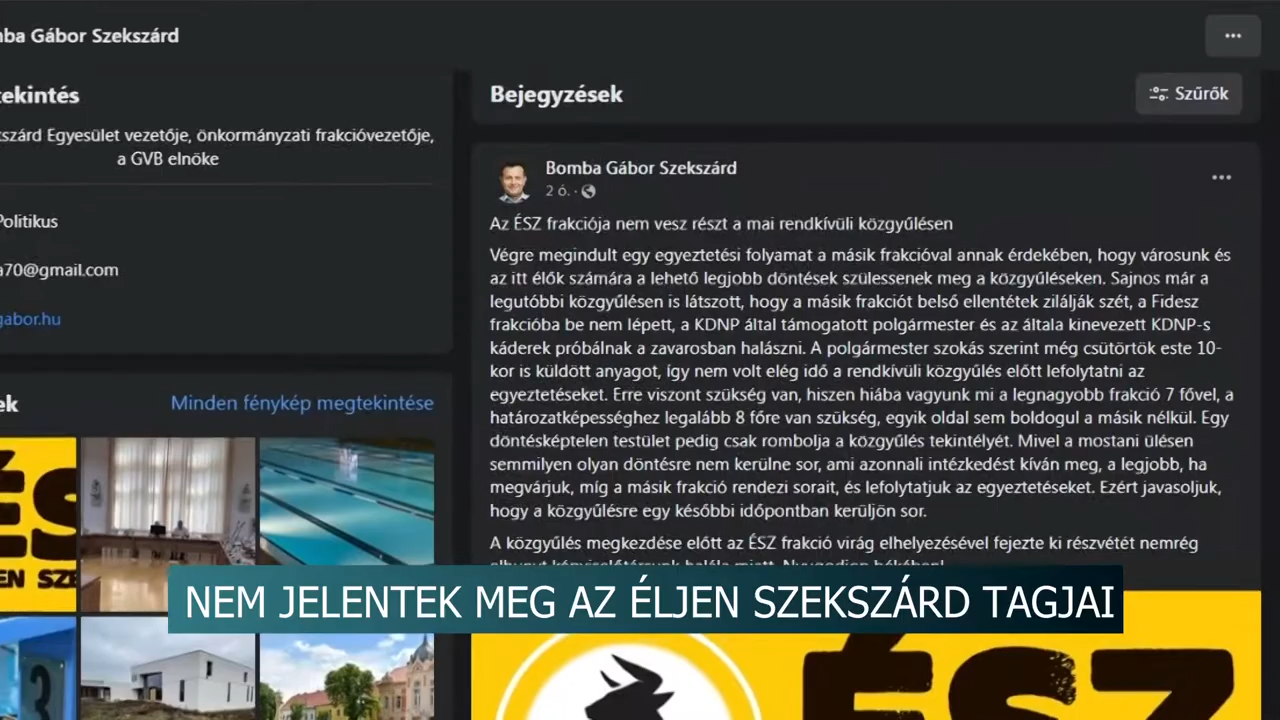 ba Gábor Szekszárd
tekintés
szárd Egyesület vezetője, önkormányzati frakcióvezetője,
a GVB elnöke
Politikus
a70@gmail.com
gabor.hu
ek
Minden fénykép megtekintése
ÉS
EN SZE
3
Bejegyzések
Szűrők
Bomba Gábor Szekszárd
2 ó. ·
Az ÉSZ frakciója nem vesz részt a mai rendkívüli közgyűlésen
Végre megindult egy egyeztetési folyamat a másik frakcióval annak érdekében, hogy városunk és
az itt élők számára a lehető legjobb döntések szülessenek meg a közgyűléseken. Sajnos már a
legutóbbi közgyűlésen is látszott, hogy a másik frakciót belső ellentétek zilálják szét, a Fidesz
frakcióba be nem lépett, a KDNP által támogatott polgármester és az általa kinevezett KDNP-s
káderek próbálnak a zavarosban halászni. A polgármester szokás szerint még csütörtök este 10-
kor is küldött anyagot, így nem volt elég idő a rendkívüli közgyűlés előtt lefolytatni az
egyeztetéseket. Erre viszont szükség van, hiszen hiába vagyunk mi a legnagyobb frakció 7 fővel, a
határozatképességhez legalább 8 főre van szükség, egyik oldal sem boldogul a másik nélkül. Egy
döntésképtelen testület pedig csak rombolja a közgyűlés tekintélyét. Mivel a mostani ülésen
semmilyen olyan döntésre nem kerülne sor, ami azonnali intézkedést kíván meg, a legjobb, ha
megvárjuk, míg a másik frakció rendezi sorait, és lefolytatjuk az egyeztetéseket. Ezért javasoljuk,
hogy a közgyűlésre egy későbbi időpontban kerüljön sor.
A közgyűlés megkezdése előtt az ÉSZ frakció virág elhelyezésével fejezte ki részvétét nemrég
NEM JELENTEK MEG AZ ÉLJEN SZEKSZÁRD TAGJAI
ÉSZ